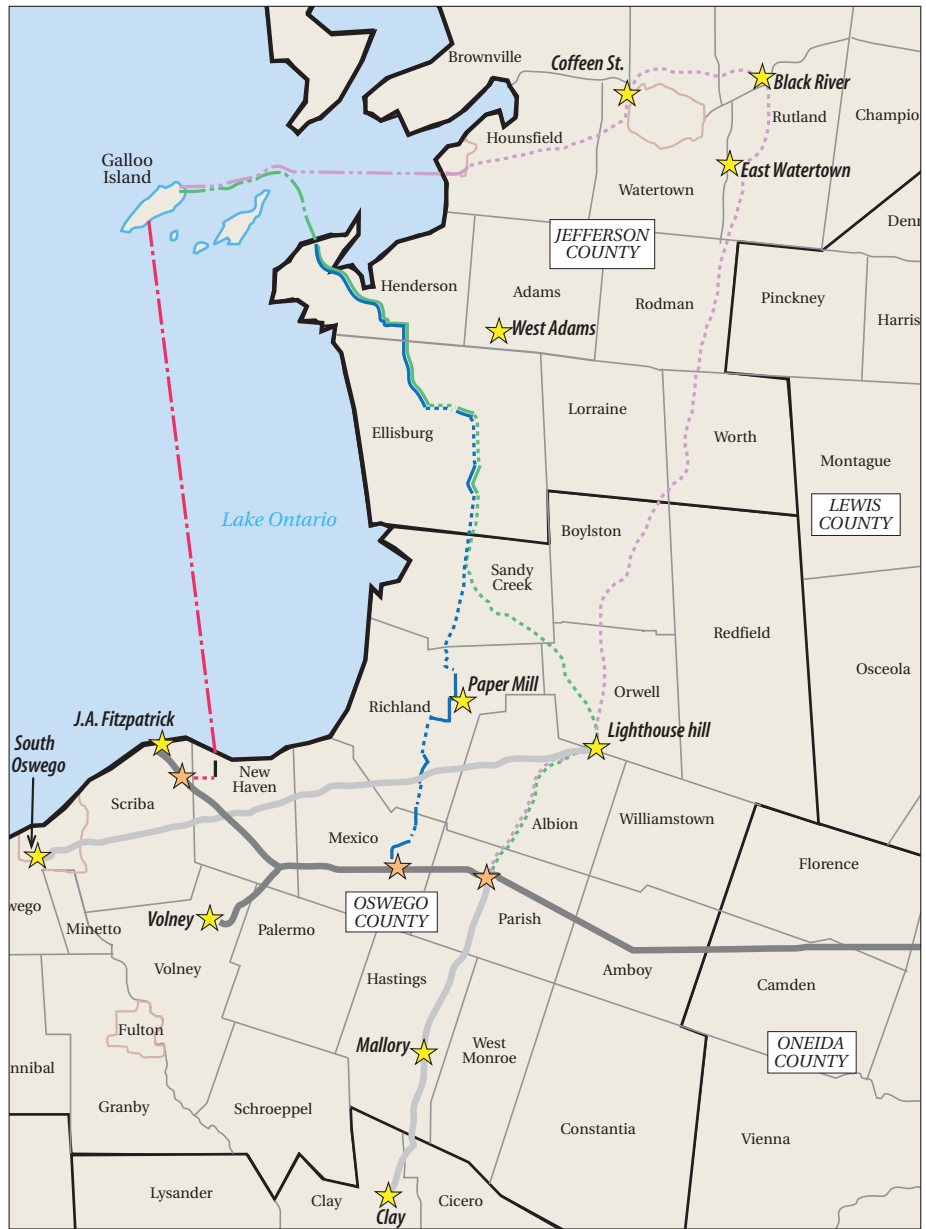 Brownville
Coffeen St.
Black River
Rutland
Champio
Hounsfield
Galloo
Island
East Watertown
Watertown
Denr
JEFFERSON
COUNTY
Henderson
Adams
Rodman
Pinckney
Harris
West Adams
Lorraine
Ellisburg
Worth
Montague
LEWIS
COUNTY
Lake Ontario
Boylston
Sandy
Creek
Redfield
Osceola
Paper Mill
Orwell
Richland
J.A. Fitzpatrick
Lighthouse hill
South
Oswego
New
Haven
Scriba
Mexico
Albion
Williamstown
Florence
wego
OSWEGO
COUNTY
Volney
Minetto
Palermo
Parish
Volney
Hastings
Amboy
Camden
Fulton
Mallory
West
Monroe
ONEIDA
COUNTY
nnibal
Granby
Schroeppel
Constantia
Vienna
Lysander
Clay
Cicero
Clay